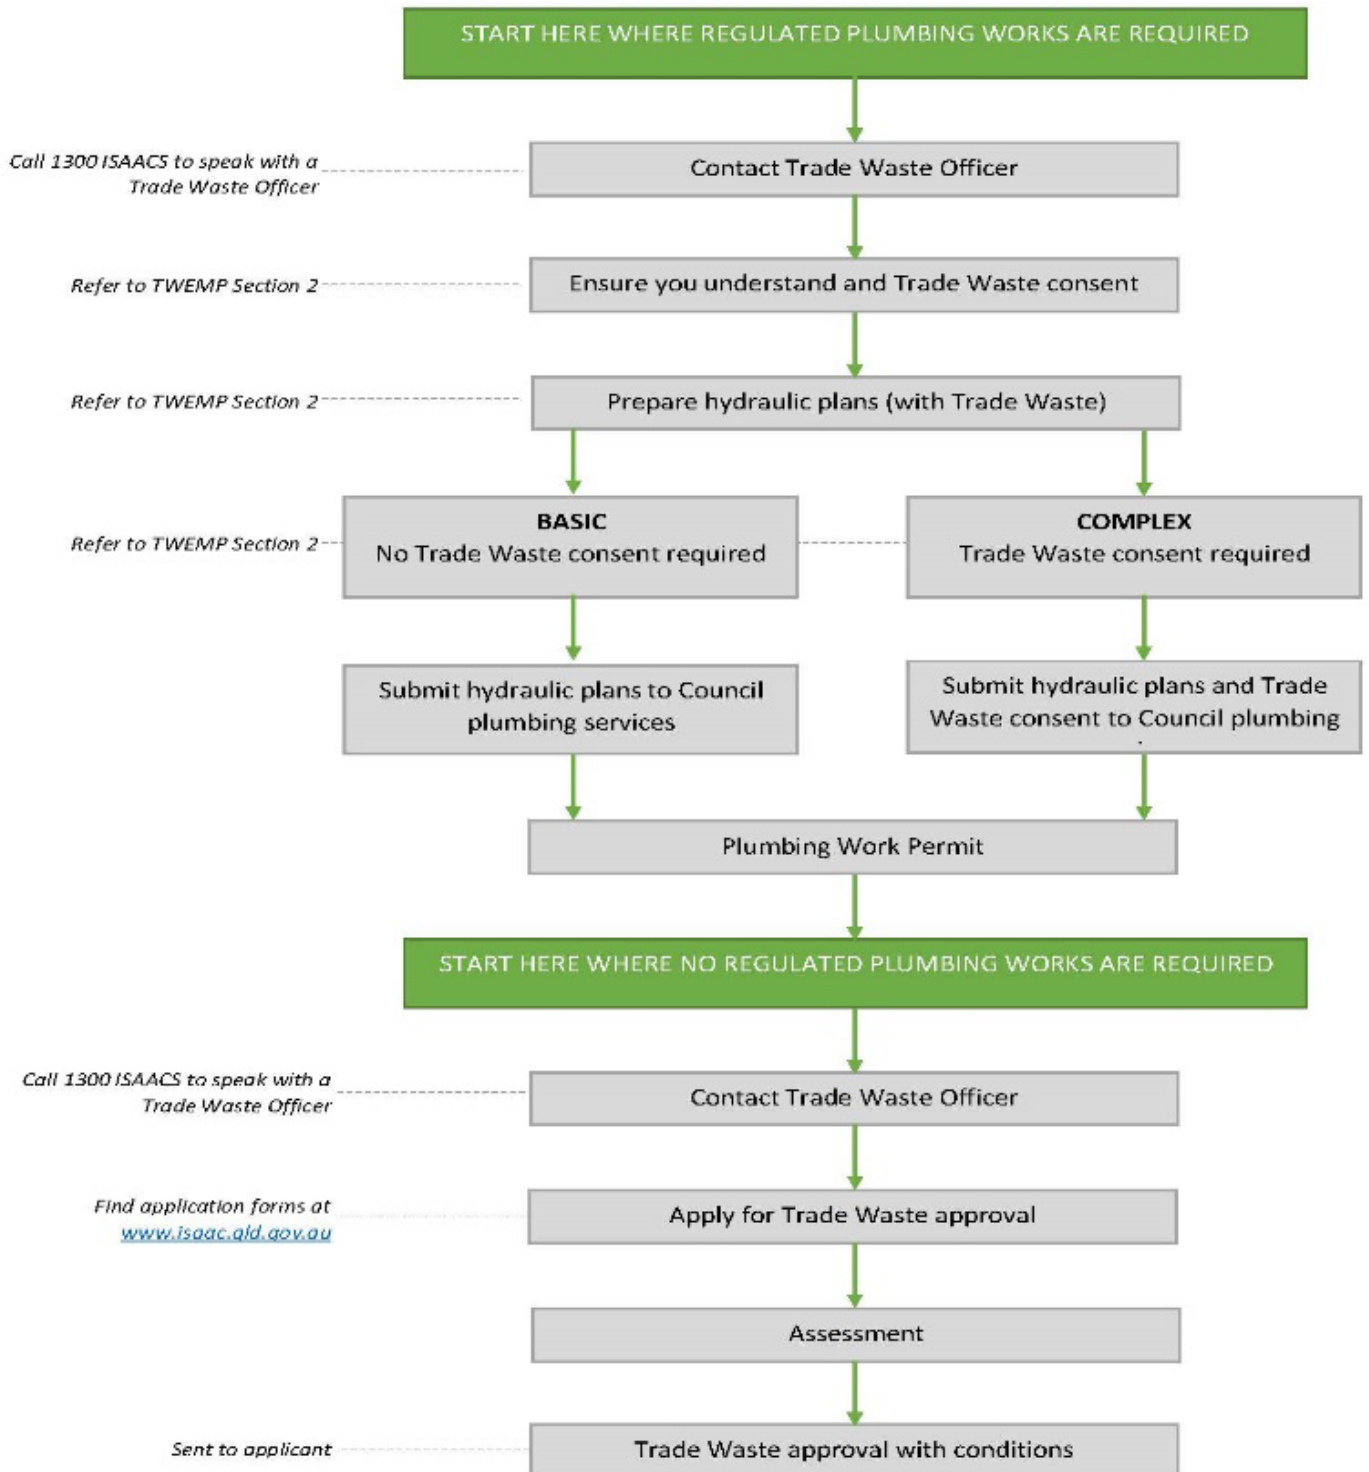 START HERE WHERE REGULATED PLUMBING WORKS ARE REQUIRED
Call 1300 ISAACS to speak with a
Trade Waste Officer
Contact Trade Waste Officer
Refer to TWEMP Section 2
Ensure you understand and Trade Waste consent
Refer to TWEMP Section 2
Prepare hydraulic plans (with Trade Waste)
Refer to TWEMP Section 2
BASIC
No Trade Waste consent required
COMPLEX
Trade Waste consent required
Submit hydraulic plans to Council
plumbing services
Submit hydraulic plans and Trade
Waste consent to Council plumbing
.
Plumbing Work Permit
START HERE WHERE NO REGULATED PLUMBING WORKS ARE REQUIRED
Call 1300 ISAACS to speak with a
Trade Waste Officer
Contact Trade Waste Officer
Find application forms at
www.isaac.qld.gov.au
Apply for Trade Waste approval
Assessment
Sent to applicant
Trade Waste approval with conditions